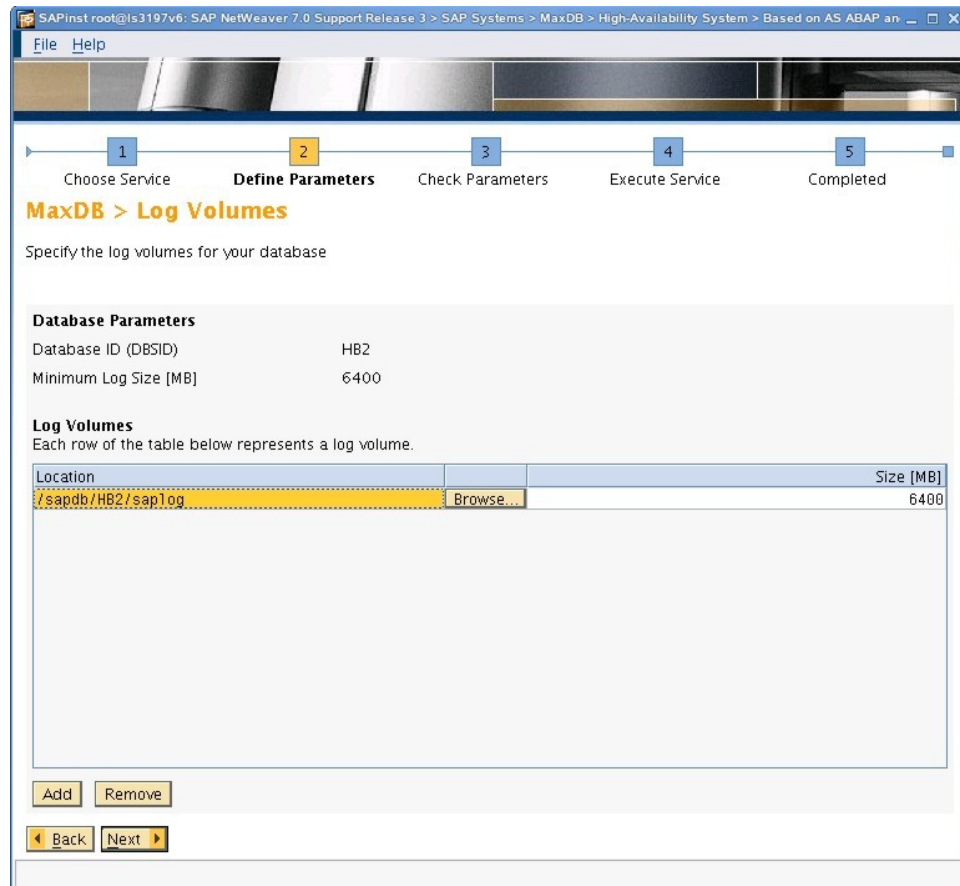 SAPinst root@ls3197v6: SAP NetWeaver 7.0 Support Release 3 > SAP Systems > MaxDB > High-Availability System > Based on AS ABAP an
File Help
1 2 3 4 5
Choose Service Define Parameters Check Parameters Execute Service Completed
MaxDB > Log Volumes
Specify the log volumes for your database
Database Parameters
Database ID (DBSID) HB2
Minimum Log Size [MB] 6400
Log Volumes
Each row of the table below represents a log volume.
Location Size [MB]
/sapdb/HB2/saplog Browse... 6400
Add Remove
Back Next